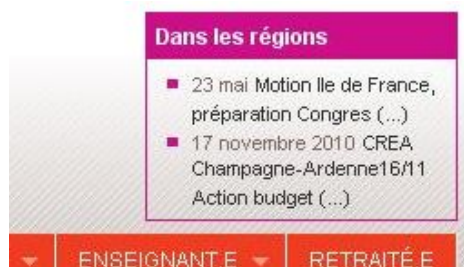 Dans les régions
23 mai Motion Ile de France,
préparation Congres (...)
17 novembre 2010 CREA
Champagne-Ardenne16/11
Action budget (...)
ENSEIGNANT.E RETRAITÉ.E